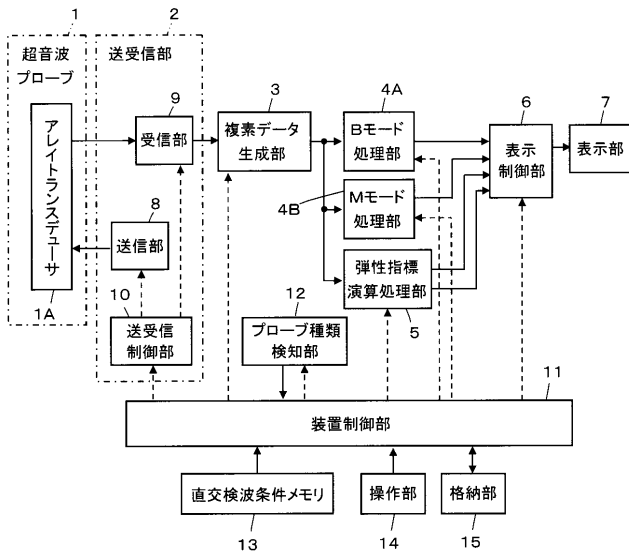 1
2
超音波
プローブ
送受信部
アレイトランスデューサ
1A
9
受信部
8
送信部
10
送受信
制御部
3
複素データ
生成部
4A
Bモード
処理部
4B
Mモード
処理部
弾性指標
演算処理部
5
6
表示
制御部
7
表示部
12
プローブ種類
検知部
11
装置制御部
直交検波条件メモリ
13
操作部
14
格納部
15